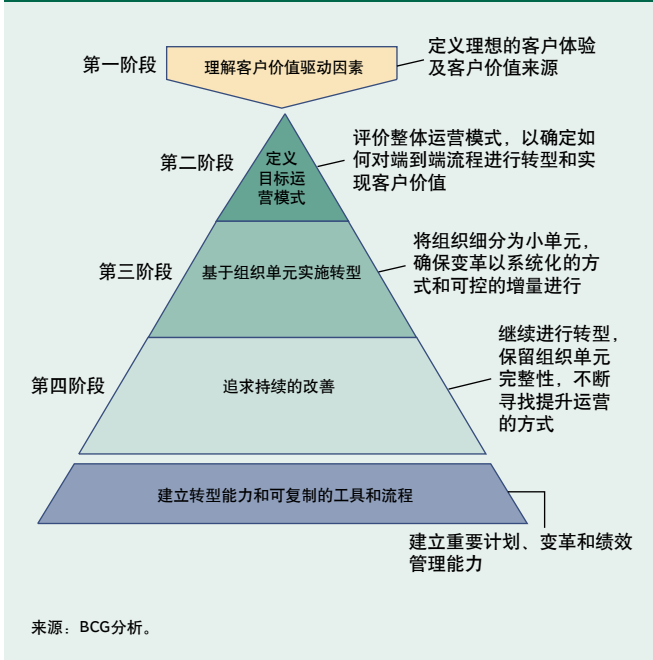 第一阶段
理解客户价值驱动因素
定义理想的客户体验
及客户价值来源
第二阶段
定义
目标运
营模式
评价整体运营模式，以确定如
何对端到端流程进行转型和实
现客户价值
第三阶段
基于组织单元实施转型
将组织细分为小单元，
确保变革以系统化的方
式和可控的增量进行
第四阶段
追求持续的改善
继续进行转型，
保留组织单元
完整性，不断
寻找提升运营
的方式
建立转型能力和可复制的工具和流程
建立重要计划、变革和绩效
管理能力
来源：BCG分析。